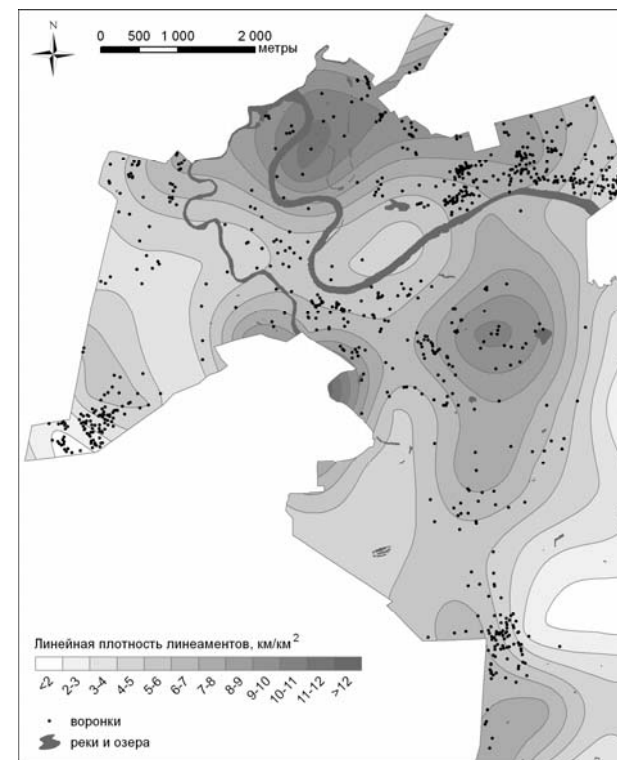 N
0 500 1 000 2 000
метры
Линейная плотность линеаментов, км/км²
<2 2-3 3-4 4-5 5-6 6-7 7-8 8-9 9-10 10-11 11-12 >12
воронки
реки и озера